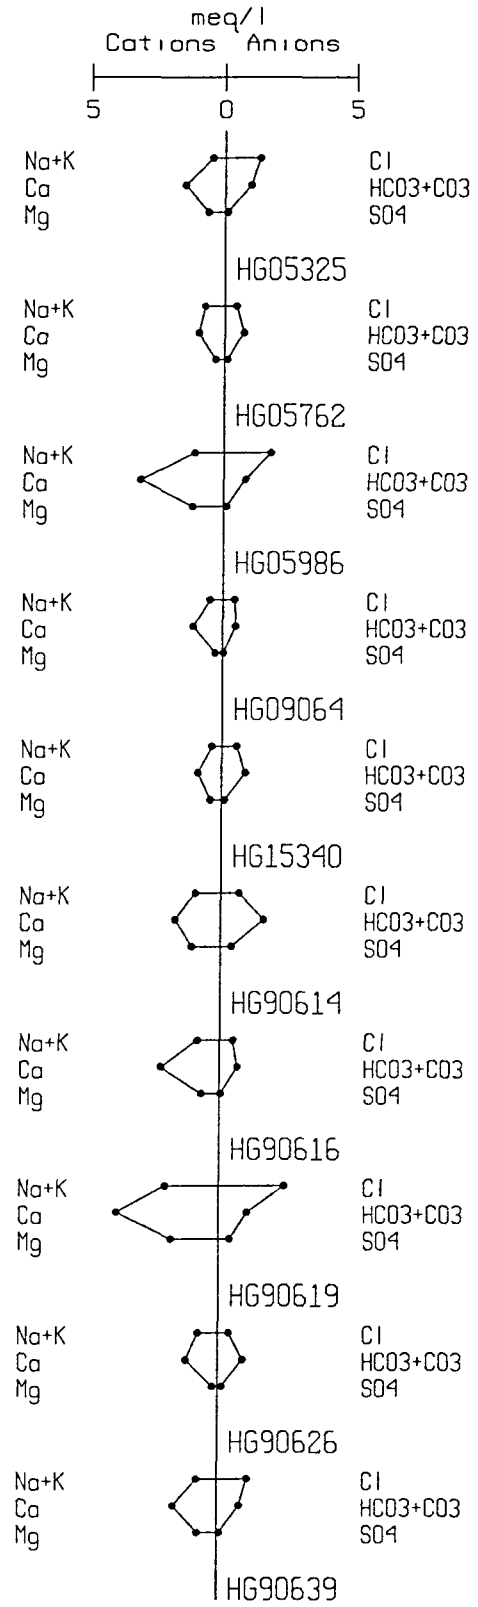 meq/l
Cations Anions
5 0 5
Na+K Cl
Ca HCO3+CO3
Mg SO4
HG05325
Na+K Cl
Ca HCO3+CO3
Mg SO4
HG05762
Na+K Cl
Ca HCO3+CO3
Mg SO4
HG05986
Na+K Cl
Ca HCO3+CO3
Mg SO4
HG09064
Na+K Cl
Ca HCO3+CO3
Mg SO4
HG15340
Na+K Cl
Ca HCO3+CO3
Mg SO4
HG90614
Na+K Cl
Ca HCO3+CO3
Mg SO4
HG90616
Na+K Cl
Ca HCO3+CO3
Mg SO4
HG90619
Na+K Cl
Ca HCO3+CO3
Mg SO4
HG90626
Na+K Cl
Ca HCO3+CO3
Mg SO4
HG90639